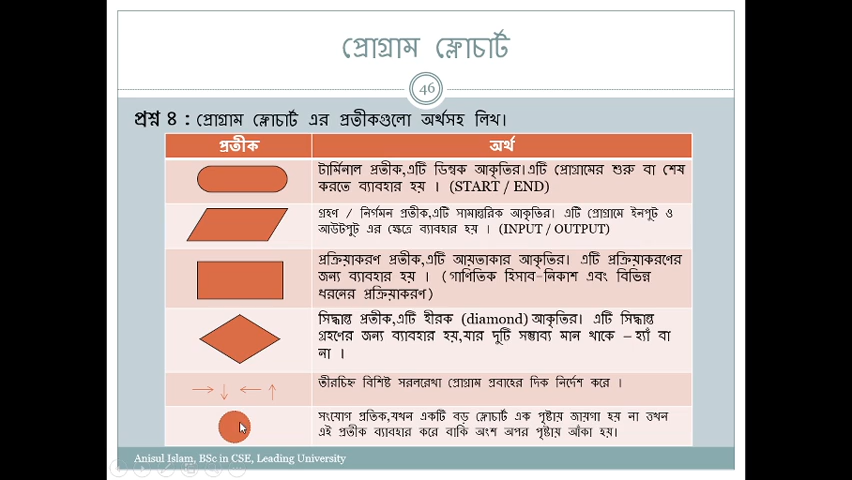 প্রোগ্রাম ফ্লোচার্ট
46
প্রশ্ন ৪ : প্রোগ্রাম ফ্লোচার্ট এর প্রতীকগুলো অর্থসহ লিখ।
প্রতীক
অর্থ
টার্মিনাল প্রতীক,এটি ডিম্বক আকৃতির।এটি প্রোগ্রামের শুরু বা শেষ
করতে ব্যাবহার হয় । (START / END)
গ্রহণ / নির্গমন প্রতীক,এটি সামান্তরিক আকৃতির। এটি প্রোগ্রামে ইনপুট ও
আউটপুট এর ক্ষেত্রে ব্যাবহার হয় । (INPUT / OUTPUT)
প্রক্রিয়াকরণ প্রতীক,এটি আয়তাকার আকৃতির। এটি প্রক্রিয়াকরণের
জন্য ব্যাবহার হয় । (গাণিতিক হিসাব-নিকাশ এবং বিভিন্ন
ধরনের প্রক্রিয়াকরণ)
সিদ্ধান্ত প্রতীক,এটি হীরক (diamond) আকৃতির। এটি সিদ্ধান্ত
গ্রহণের জন্য ব্যাবহার হয়,যার দুটি সম্ভাব্য মান থাকে – হ্যাঁ বা
না ।
তীরচিহ্ন বিশিষ্ট সরলরেখা প্রোগ্রাম প্রবাহের দিক নির্দেশ করে ।
সংযোগ প্রতিক,যখন একটি বড় ফ্লোচার্ট এক পৃষ্টায় জায়গা হয় না তখন
এই প্রতীক ব্যাবহার করে বাকি অংশ অপর পৃষ্টায় আঁকা হয়।
Anisul Islam, BSc in CSE, Leading University